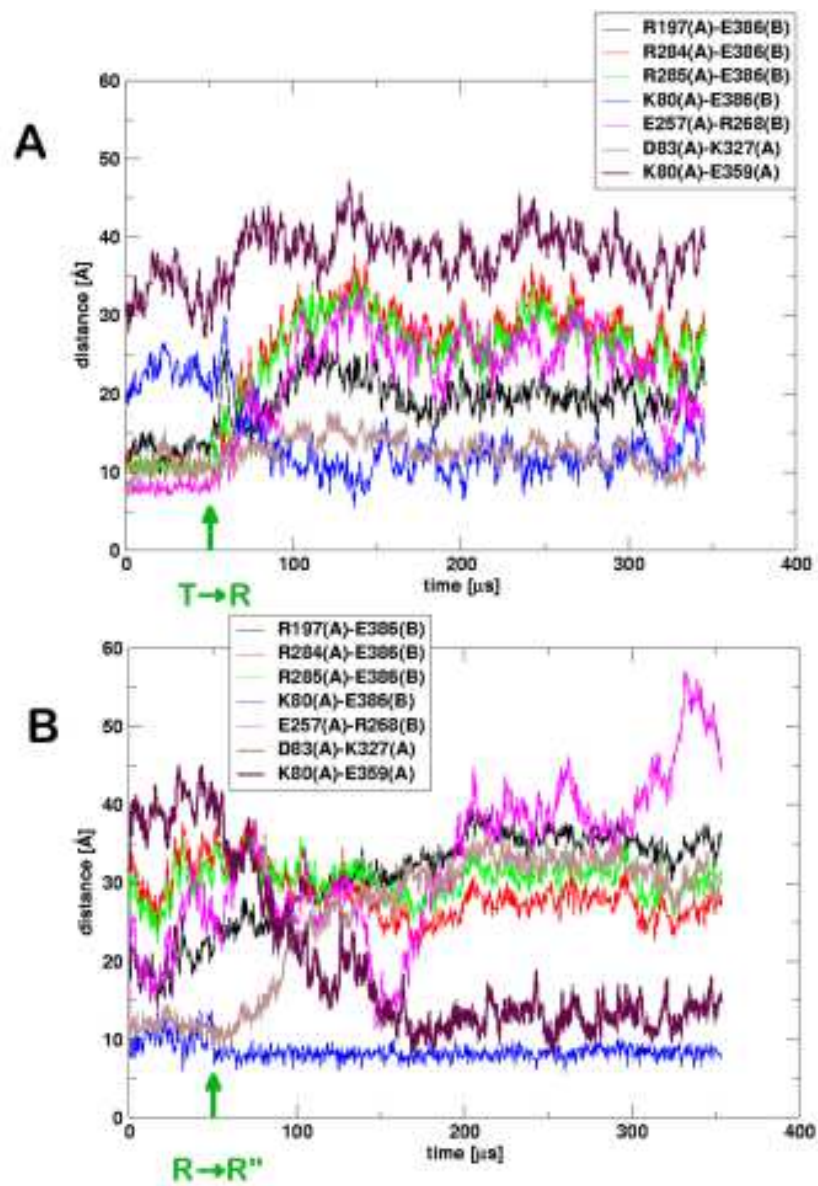 R197(A)-E386(B)
R284(A)-E386(B)
R285(A)-E386(B)
K80(A)-E386(B)
E257(A)-R268(B)
D83(A)-K327(A)
K80(A)-E359(A)
A
distance [Å]
60
50
40
30
20
10
0
0 100 200 300 400
time [μs]
T→R
R197(A)-E386(B)
R284(A)-E386(B)
R285(A)-E386(B)
K80(A)-E386(B)
E257(A)-R268(B)
D83(A)-K327(A)
K80(A)-E359(A)
B
distance [Å]
60
50
40
30
20
10
0
0 100 200 300 400
time [μs]
R→R"